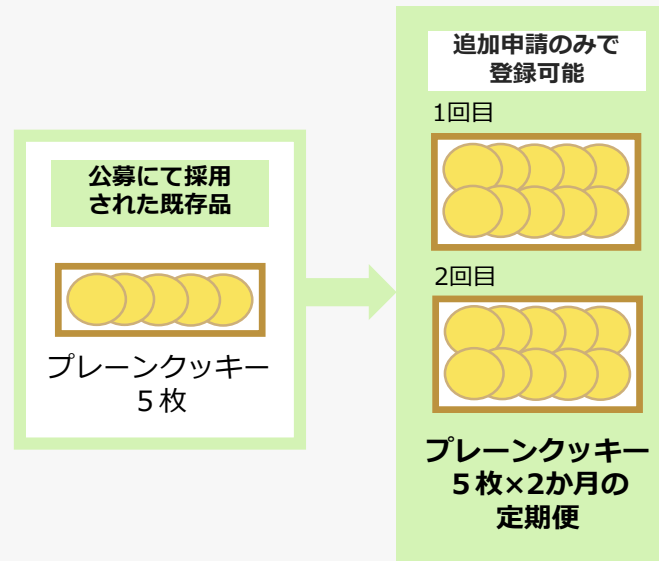 公募にて採用
された既存品
プレーンクッキー
５枚
追加申請のみで
登録可能
1回目
2回目
プレーンクッキー
５枚×2か月の
定期便